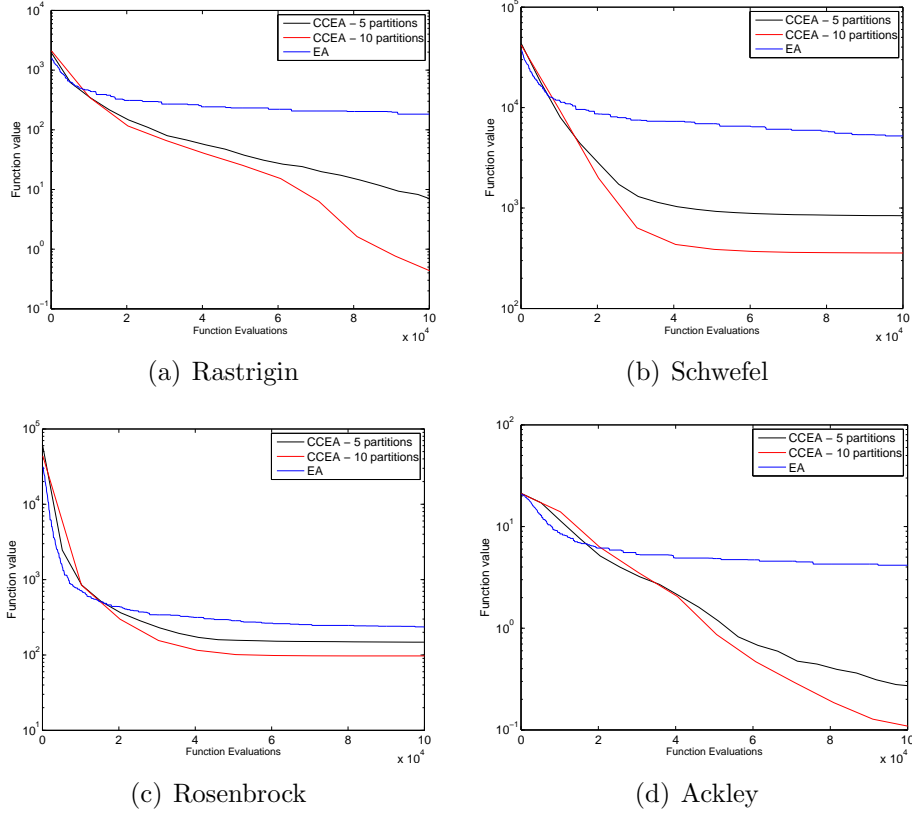 CCEA − 5 partitions
CCEA − 10 partitions
EA
Function value
10^4
10^3
10^2
10^1
10^0
10^−1
0 2 4 6 8 10
x 10^4
Function Evaluations
(a) Rastrigin
CCEA − 5 partitions
CCEA − 10 partitions
EA
Function value
10^5
10^4
10^3
10^2
0 2 4 6 8 10
x 10^4
Function Evaluations
(b) Schwefel
CCEA − 5 partitions
CCEA − 10 partitions
EA
Function value
10^5
10^4
10^3
10^2
10^1
0 2 4 6 8 10
x 10^4
Function Evaluations
(c) Rosenbrock
CCEA − 5 partitions
CCEA − 10 partitions
EA
Function value
10^2
10^1
10^0
10^−1
0 2 4 6 8 10
x 10^4
Function Evaluations
(d) Ackley